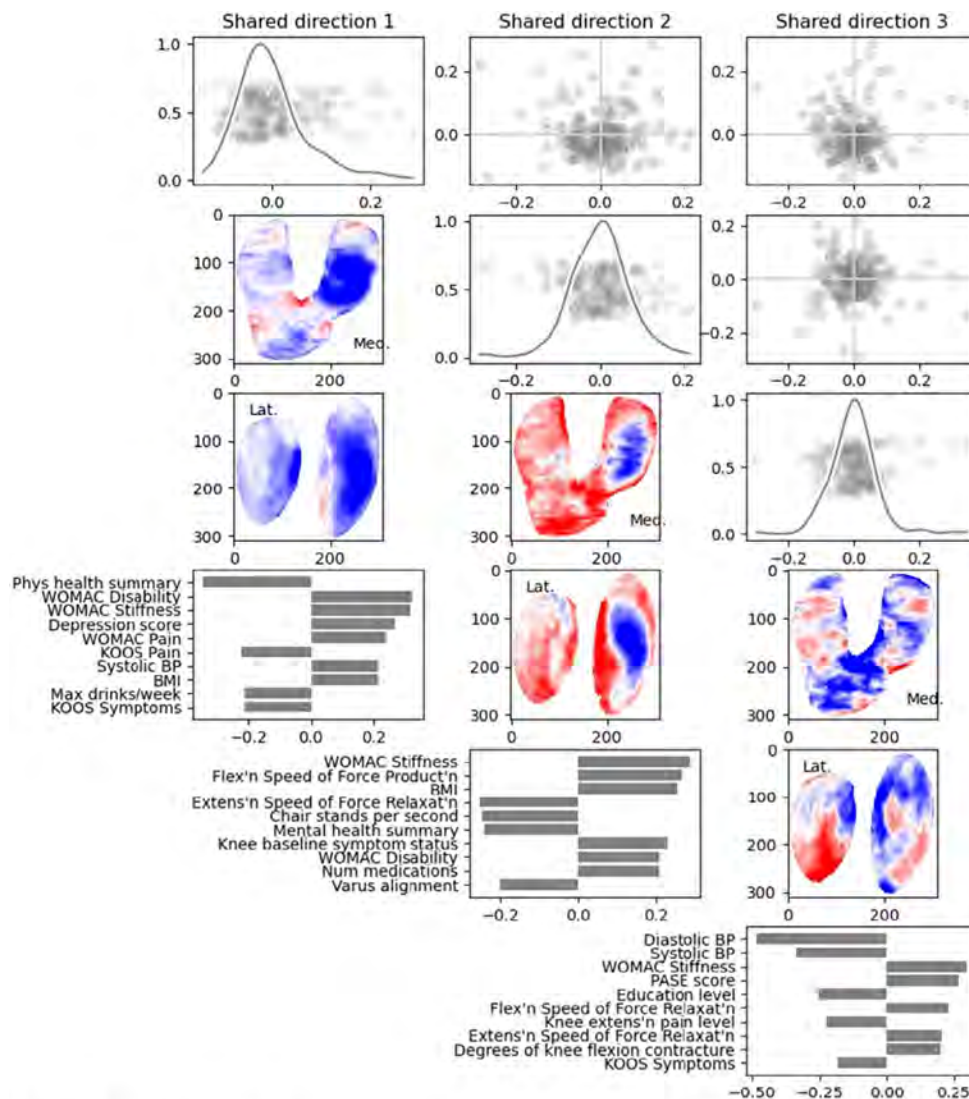 Shared direction 1 Shared direction 2 Shared direction 3
1.0
0.5
0.0
0.0 0.2
0.2
0.0
−0.2 0.0 0.2
0.2
0.0
−0.2 0.0 0.2
0
100
200
300
0 200
Med.
1.0
0.5
0.0
−0.2 0.0 0.2
0.2
0.0
−0.2
−0.2 0.0 0.2
Lat.
0
100
200
300
0 200
0
100
200
300
0 200
Med.
1.0
0.5
0.0
−0.2 0.0 0.2
Phys health summary
WOMAC Disability
WOMAC Stiffness
Depression score
WOMAC Pain
KOOS Pain
Systolic BP
BMI
Max drinks/week
KOOS Symptoms
−0.2 0.0 0.2
Lat.
0
100
200
300
0 200
0
100
200
300
0 200
Med.
WOMAC Stiffness
Flex'n Speed of Force Product'n
BMI
Extens'n Speed of Force Relaxat'n
Chair stands per second
Mental health summary
Knee baseline symptom status
WOMAC Disability
Num medications
Varus alignment
−0.2 0.0 0.2
Lat.
0
100
200
300
0 200
Diastolic BP
Systolic BP
WOMAC Stiffness
PASE score
Education level
Flex'n Speed of Force Relaxat'n
Knee extens'n pain level
Extens'n Speed of Force Relaxat'n
Degrees of knee flexion contracture
KOOS Symptoms
−0.50 −0.25 0.00 0.25